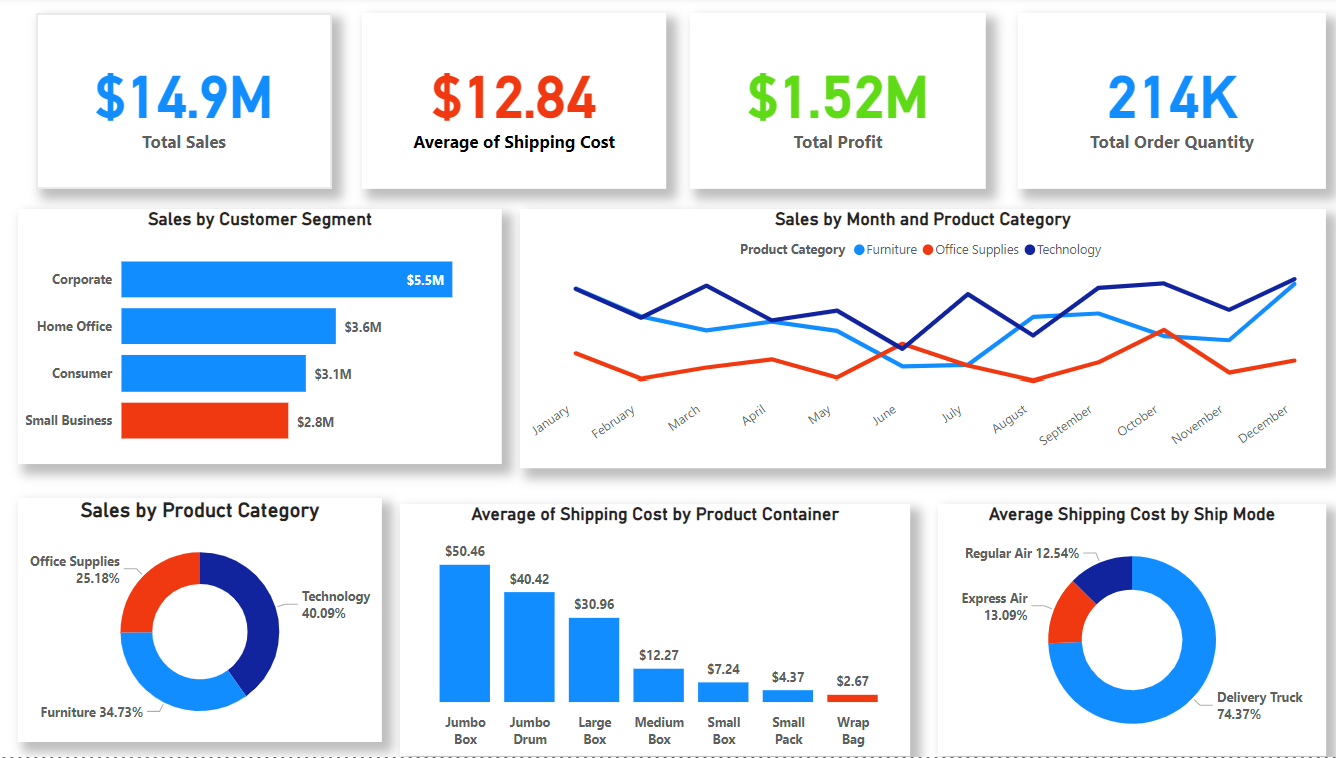 $14.9M
Total Sales
$12.84
Average of Shipping Cost
$1.52M
Total Profit
214K
Total Order Quantity
Sales by Customer Segment
Corporate
$5.5M
Home Office
$3.6M
Consumer
$3.1M
Small Business
$2.8M
Sales by Month and Product Category
Product Category Furniture Office Supplies Technology
January
February
March
April
May
June
July
August
September
October
November
December
Sales by Product Category
Office Supplies
25.18%
Technology
40.09%
Furniture 34.73%
Average of Shipping Cost by Product Container
$50.46
$40.42
$30.96
$12.27
$7.24
$4.37
$2.67
Jumbo
Box
Jumbo
Drum
Large
Box
Medium
Box
Small
Box
Small
Pack
Wrap
Bag
Average Shipping Cost by Ship Mode
Regular Air 12.54%
Express Air
13.09%
Delivery Truck
74.37%